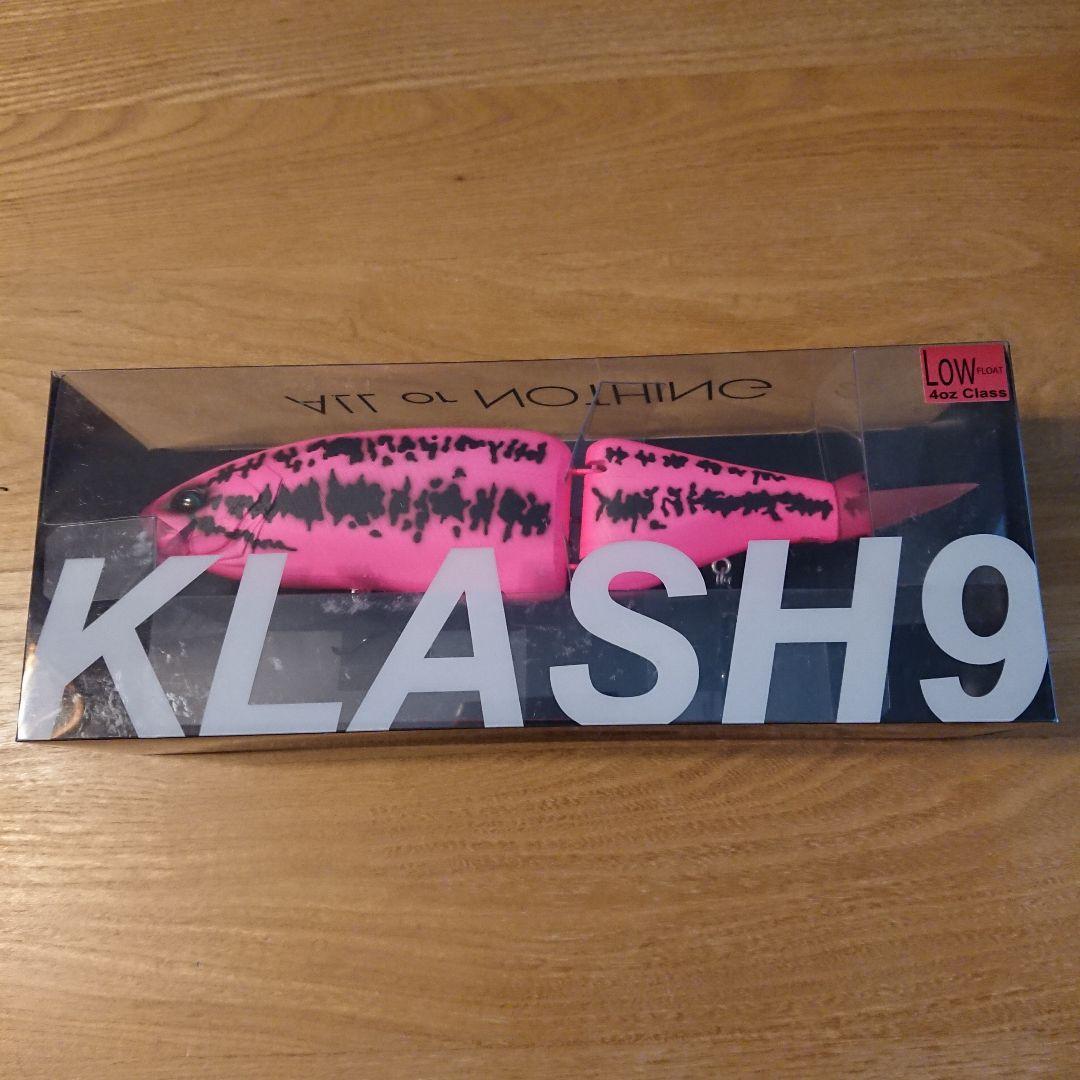 LOW FLOAT
4oz Class
ALL or NOTHING
KLASH9